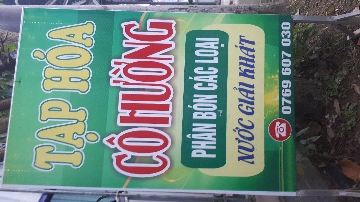 TẠP HÓA
CÔ HƯỜNG
PHÂN BÓN CÁC LOẠI
NƯỚC GIẢI KHÁT
0769 607 030